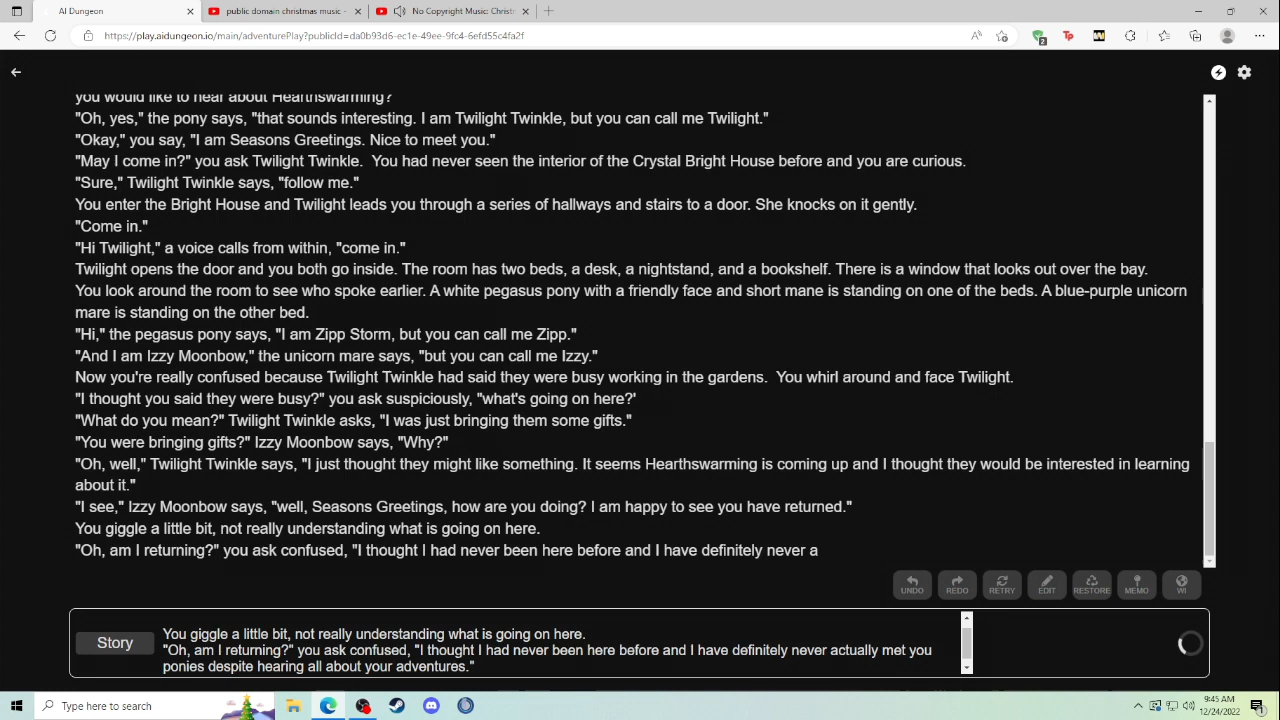 AI Dungeon
public domain christmas music -
No Copyright Music: Christ
https://play.aidungeon.io/main/adventurePlay?publicId=da0b93d6-ec1e-49ee-9fc4-6efd55c4fa2f
you would like to hear about Hearthswarming?
"Oh, yes," the pony says, "that sounds interesting. I am Twilight Twinkle, but you can call me Twilight."
"Okay," you say, "I am Seasons Greetings. Nice to meet you."
"May I come in?" you ask Twilight Twinkle.  You had never seen the interior of the Crystal Bright House before and you are curious.
"Sure," Twilight Twinkle says, "follow me."
You enter the Bright House and Twilight leads you through a series of hallways and stairs to a door. She knocks on it gently.
"Come in."
"Hi Twilight," a voice calls from within, "come in."
Twilight opens the door and you both go inside. The room has two beds, a desk, a nightstand, and a bookshelf. There is a window that looks out over the bay.
You look around the room to see who spoke earlier. A white pegasus pony with a friendly face and short mane is standing on one of the beds. A blue-purple unicorn
mare is standing on the other bed.
"Hi," the pegasus pony says, "I am Zipp Storm, but you can call me Zipp."
"And I am Izzy Moonbow," the unicorn mare says, "but you can call me Izzy."
Now you're really confused because Twilight Twinkle had said they were busy working in the gardens.  You whirl around and face Twilight.
"I thought you said they were busy?" you ask suspiciously, "what's going on here?'
"What do you mean?" Twilight Twinkle asks, "I was just bringing them some gifts."
"You were bringing gifts?" Izzy Moonbow says, "Why?"
"Oh, well," Twilight Twinkle says, "I just thought they might like something. It seems Hearthswarming is coming up and I thought they would be interested in learning
about it."
"I see," Izzy Moonbow says, "well, Seasons Greetings, how are you doing? I am happy to see you have returned."
You giggle a little bit, not really understanding what is going on here.
"Oh, am I returning?" you ask confused, "I thought I had never been here before and I have definitely never a
UNDO REDO RETRY EDIT RESTORE MEMO WI
Story
You giggle a little bit, not really understanding what is going on here.
"Oh, am I returning?" you ask confused, "I thought I had never been here before and I have definitely never actually met you
ponies despite hearing all about your adventures."
Type here to search
9:45 AM
12/24/2022